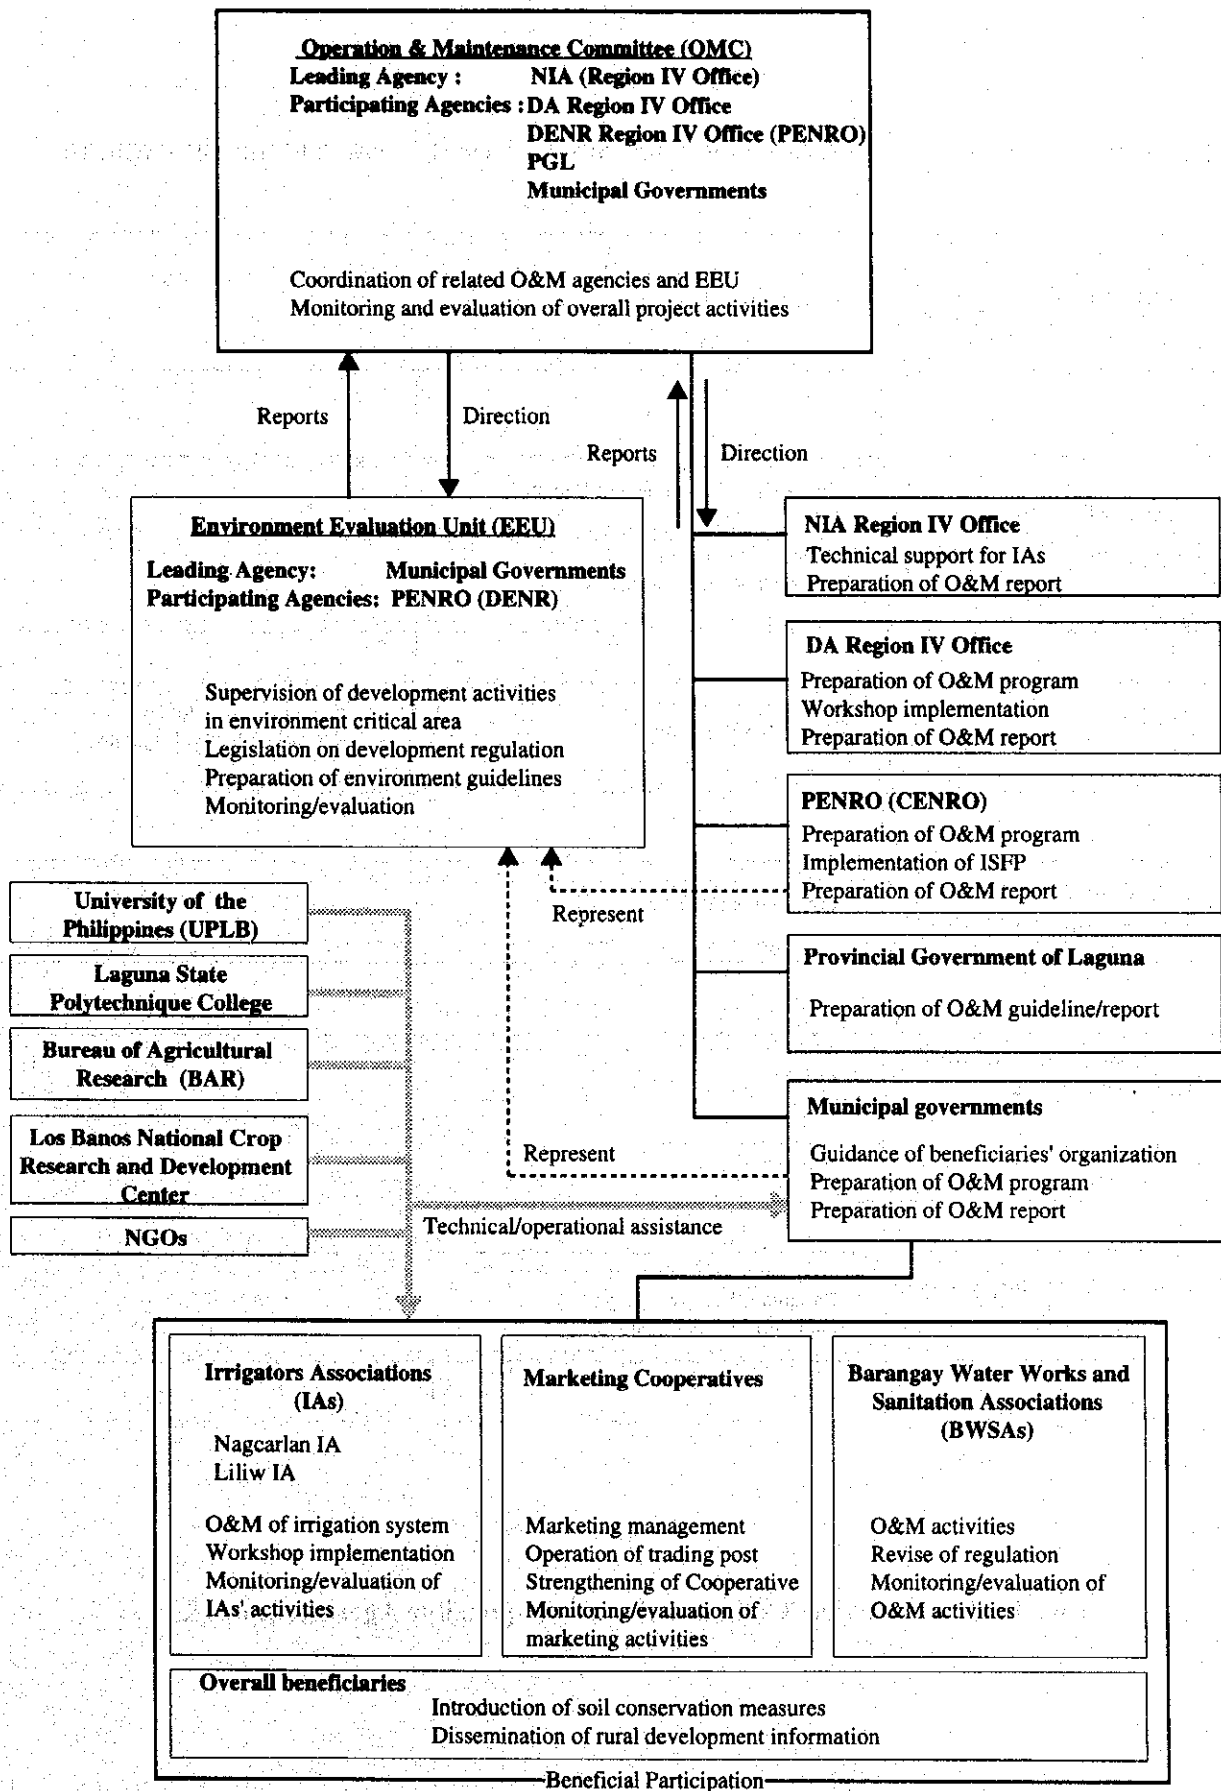 Operation & Maintenance Committee (OMC)
Leading Agency : NIA (Region IV Office)
Participating Agencies : DA Region IV Office
DENR Region IV Office (PENRO)
PGL
Municipal Governments
Coordination of related O&M agencies and EEU
Monitoring and evaluation of overall project activities
Reports
Direction
Reports
Direction
Environment Evaluation Unit (EEU)
Leading Agency: Municipal Governments
Participating Agencies: PENRO (DENR)
Supervision of development activities
in environment critical area
Legislation on development regulation
Preparation of environment guidelines
Monitoring/evaluation
NIA Region IV Office
Technical support for IAs
Preparation of O&M report
DA Region IV Office
Preparation of O&M program
Workshop implementation
Preparation of O&M report
PENRO (CENRO)
Preparation of O&M program
Implementation of ISFP
Preparation of O&M report
Represent
Provincial Government of Laguna
Preparation of O&M guideline/report
Municipal governments
Guidance of beneficiaries' organization
Preparation of O&M program
Preparation of O&M report
Represent
University of the
Philippines (UPLB)
Laguna State
Polytechnique College
Bureau of Agricultural
Research (BAR)
Los Banos National Crop
Research and Development
Center
NGOs
Technical/operational assistance
Irrigators Associations
(IAs)
Nagcarlan IA
Liliw IA
O&M of irrigation system
Workshop implementation
Monitoring/evaluation of
IAs' activities
Marketing Cooperatives
Marketing management
Operation of trading post
Strengthening of Cooperative
Monitoring/evaluation of
marketing activities
Barangay Water Works and
Sanitation Associations
(BWSAs)
O&M activities
Revise of regulation
Monitoring/evaluation of
O&M activities
Overall beneficiaries
Introduction of soil conservation measures
Dissemination of rural development information
Beneficial Participation